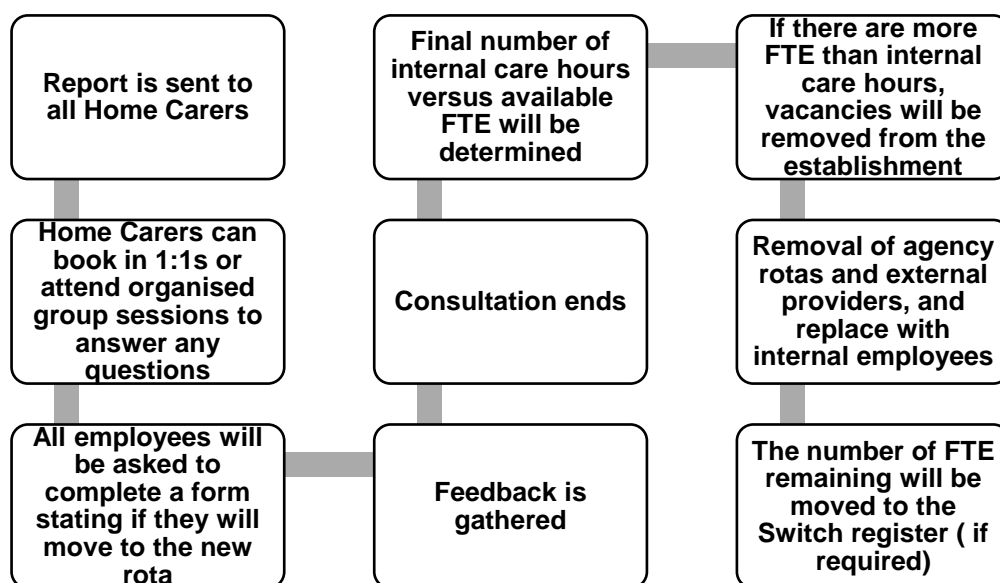 Report is sent to
all Home Carers
Home Carers can
book in 1:1s or
attend organised
group sessions to
answer any
questions
All employees will
be asked to
complete a form
stating if they will
move to the new
rota
Feedback is
gathered
Consultation ends
Final number of
internal care hours
versus available
FTE will be
determined
If there are more
FTE than internal
care hours,
vacancies will be
removed from the
establishment
Removal of agency
rotas and external
providers, and
replace with
internal employees
The number of FTE
remaining will be
moved to the
Switch register ( if
required)